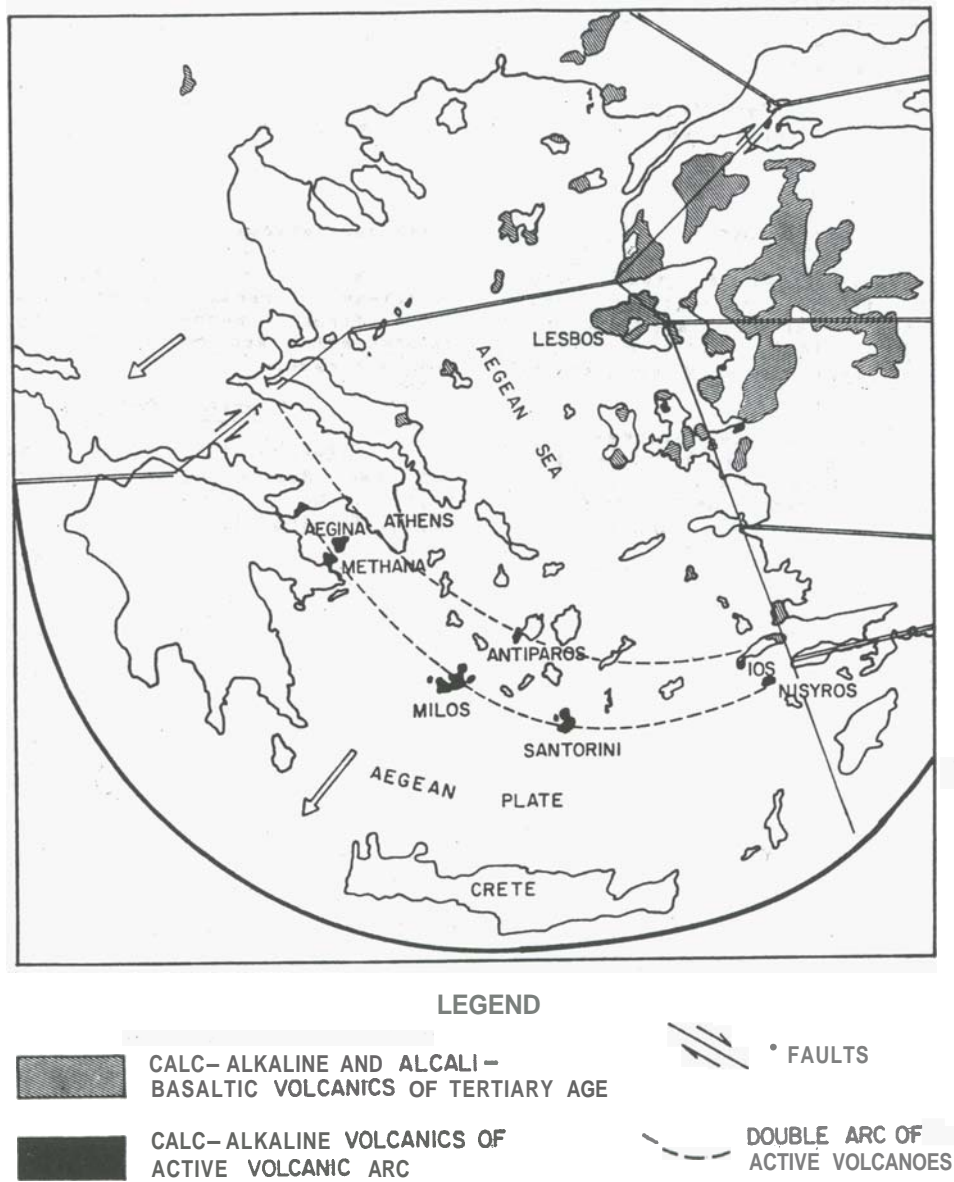 LESBOS
AEGEAN SEA
AEGINA
ATHENS
METHANA
ANTIPAROS
IOS
NISYROS
MILOS
SANTORINI
AEGEAN PLATE
CRETE
LEGEND
CALC–ALKALINE AND ALCALI–
BASALTIC VOLCANICS OF TERTIARY AGE
FAULTS
CALC–ALKALINE VOLCANICS OF
ACTIVE VOLCANIC ARC
DOUBLE ARC OF
ACTIVE VOLCANOES